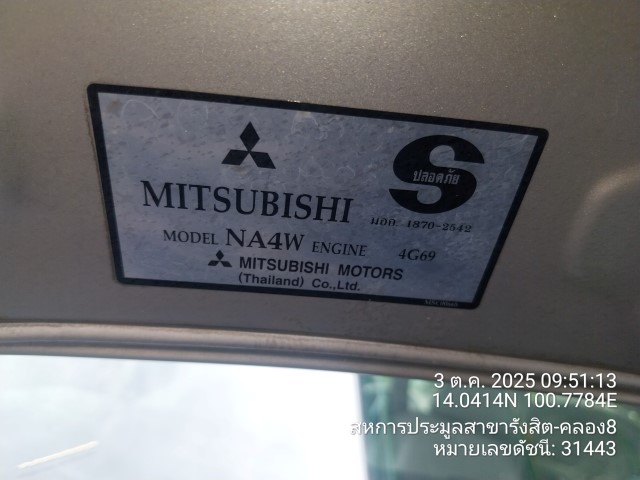 S
ปลอดภัย
MITSUBISHI
มอก. 1870-2542
MODEL NA4W ENGINE 4G69
MITSUBISHI MOTORS
(Thailand) Co.,Ltd.
3 ต.ค. 2025 09:51:13
14.0414N 100.7784E
สหการประมูลสาขารังสิต-คลอง8
หมายเลขดัชนี: 31443